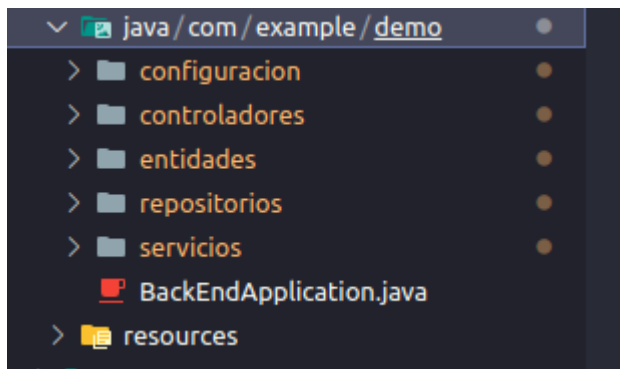 java/com/example/demo
configuracion
controladores
entidades
repositorios
servicios
BackEndApplication.java
resources